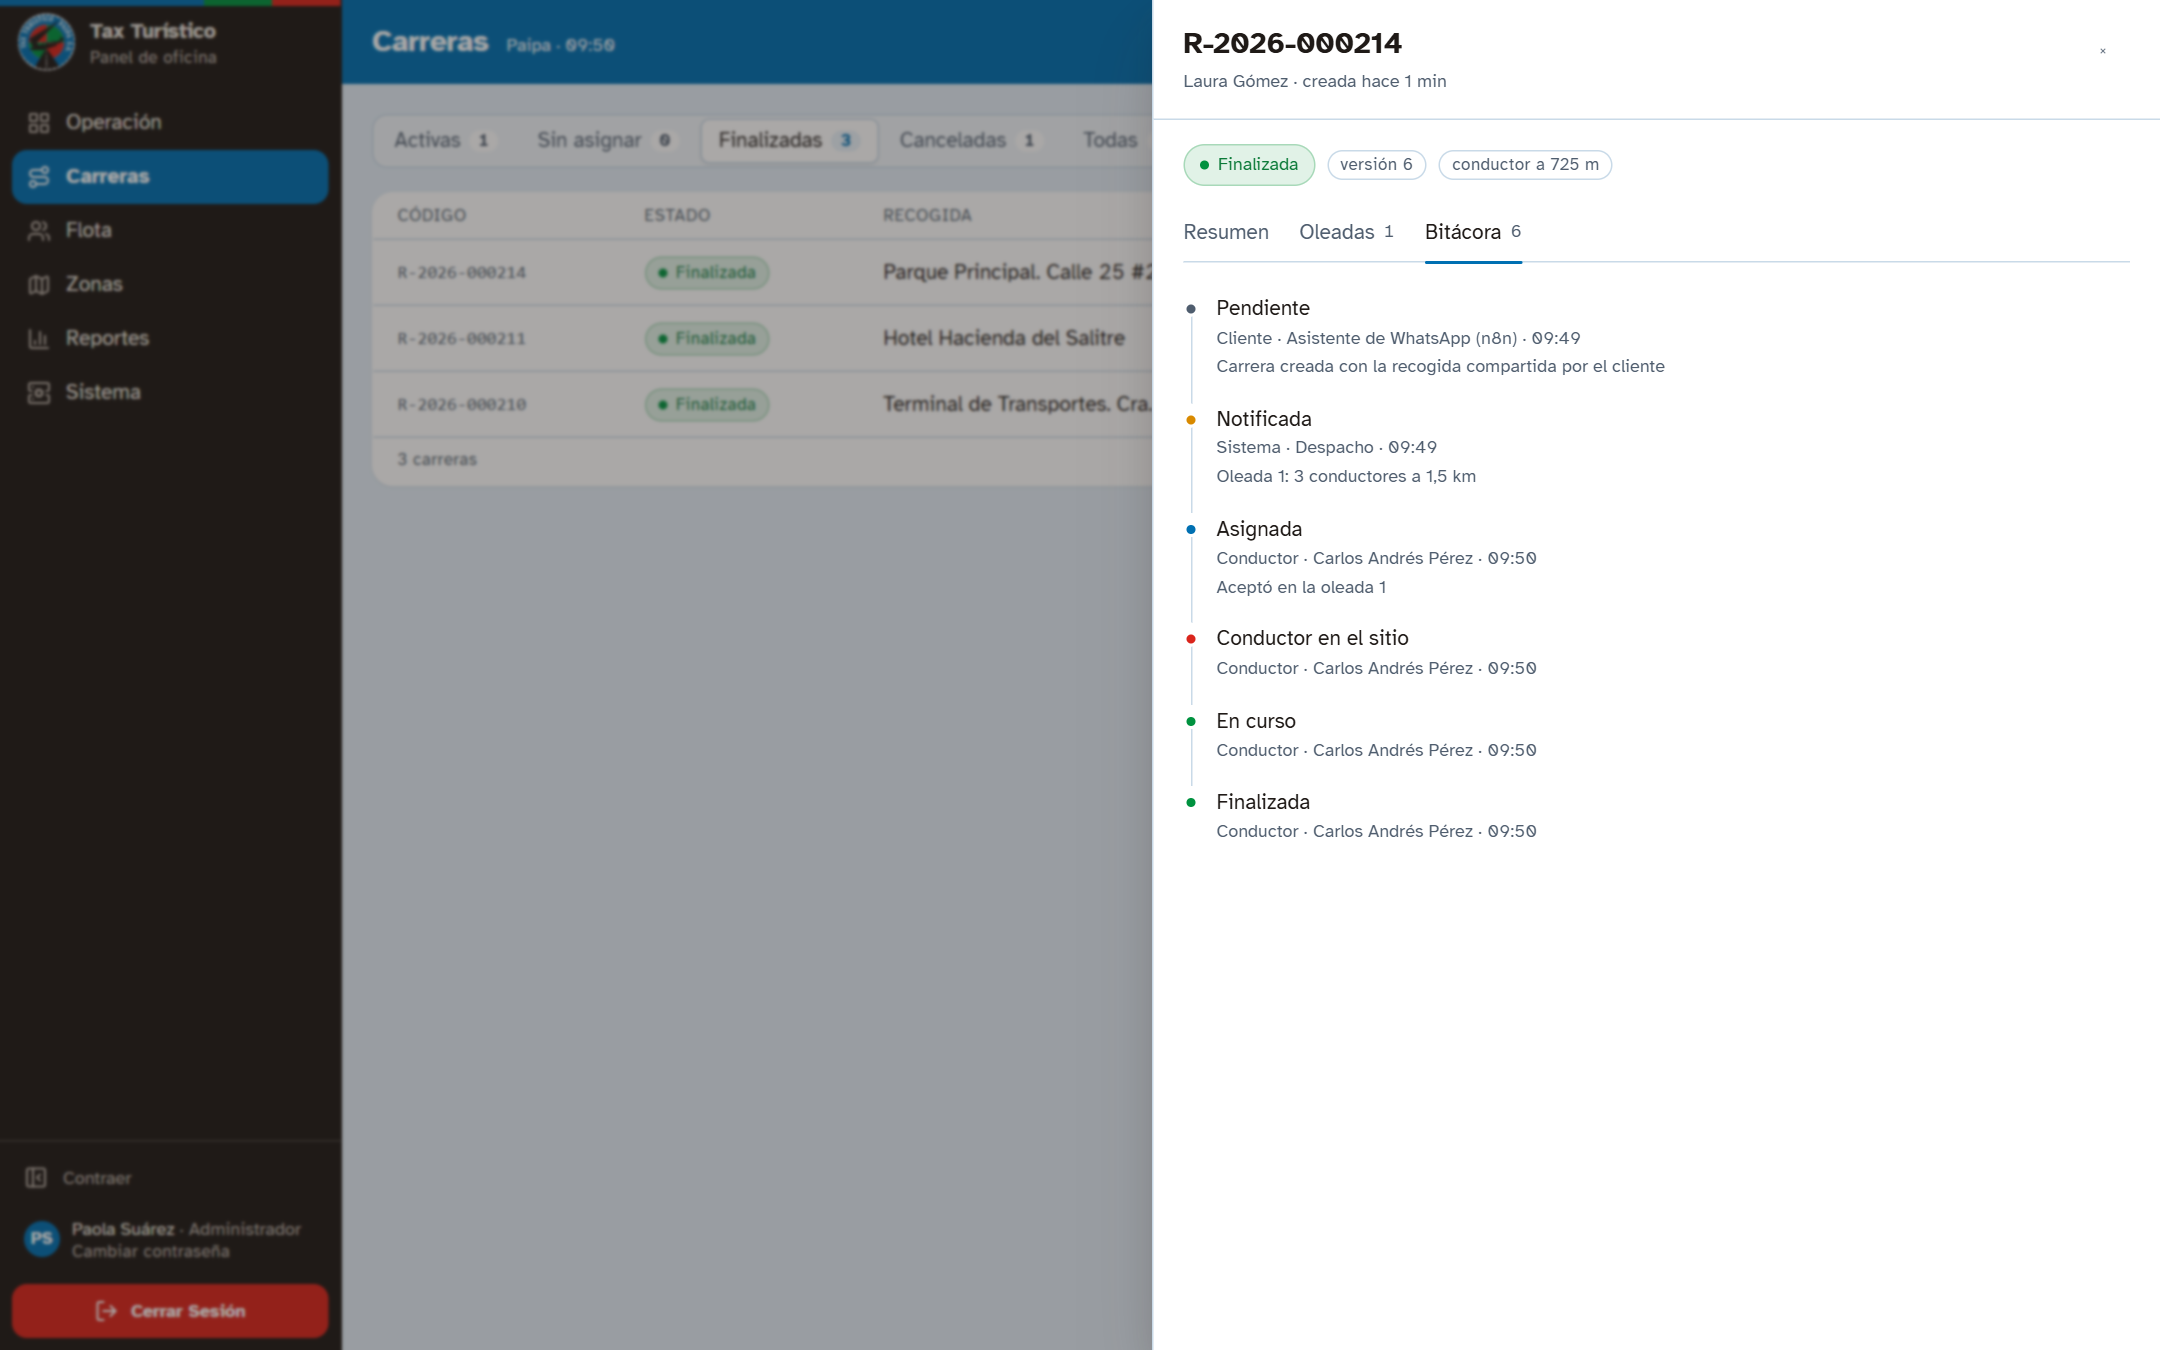 Tax Turístico
Panel de oficina
Operación
Carreras
Flota
Zonas
Reportes
Sistema
Contraer
PS
Paola Suárez · Administrador
Cambiar contraseña
Cerrar Sesión
Carreras Paipa · 09:50
Activas 1 Sin asignar 0 Finalizadas 3 Canceladas 1 Todas
CÓDIGO ESTADO RECOGIDA
R-2026-000214 Finalizada Parque Principal. Calle 25 #2
R-2026-000211 Finalizada Hotel Hacienda del Salitre
R-2026-000210 Finalizada Terminal de Transportes. Cra.
3 carreras
R-2026-000214
×
Laura Gómez · creada hace 1 min
Finalizada versión 6 conductor a 725 m
Resumen Oleadas 1 Bitácora 6
Pendiente
Cliente · Asistente de WhatsApp (n8n) · 09:49
Carrera creada con la recogida compartida por el cliente
Notificada
Sistema · Despacho · 09:49
Oleada 1: 3 conductores a 1,5 km
Asignada
Conductor · Carlos Andrés Pérez · 09:50
Aceptó en la oleada 1
Conductor en el sitio
Conductor · Carlos Andrés Pérez · 09:50
En curso
Conductor · Carlos Andrés Pérez · 09:50
Finalizada
Conductor · Carlos Andrés Pérez · 09:50